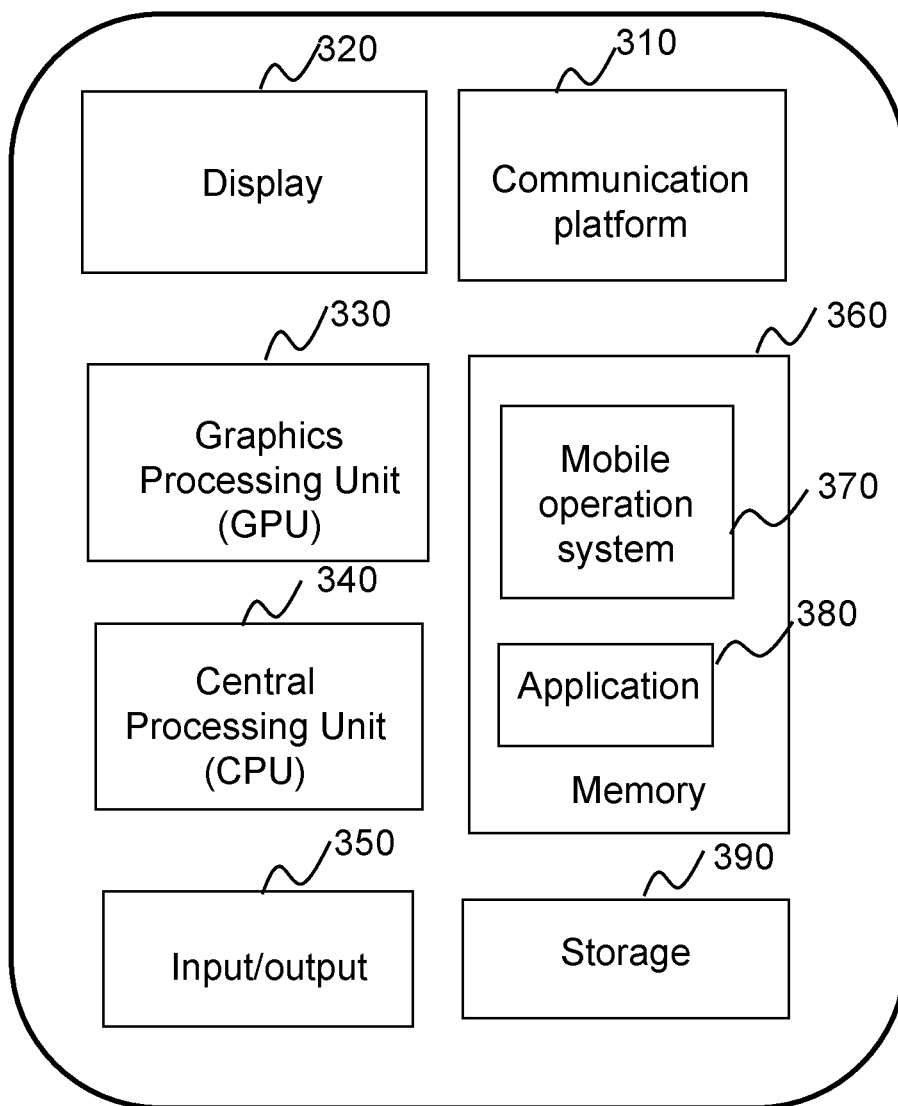 320
310
Display
Communication
platform
330
360
Graphics
Processing Unit
(GPU)
Mobile
operation
system
370
340
380
Central
Processing Unit
(CPU)
Application
Memory
350
390
Input/output
Storage